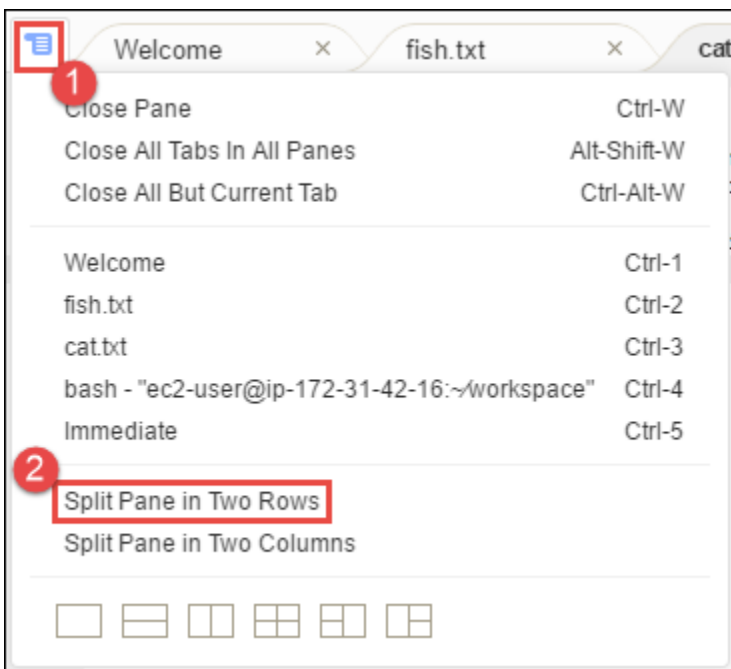 Welcome × fish.txt × cat
1
Close Pane Ctrl-W
Close All Tabs In All Panes Alt-Shift-W
Close All But Current Tab Ctrl-Alt-W
Welcome Ctrl-1
fish.txt Ctrl-2
cat.txt Ctrl-3
bash - "ec2-user@ip-172-31-42-16:~/workspace" Ctrl-4
Immediate Ctrl-5
2
Split Pane in Two Rows
Split Pane in Two Columns